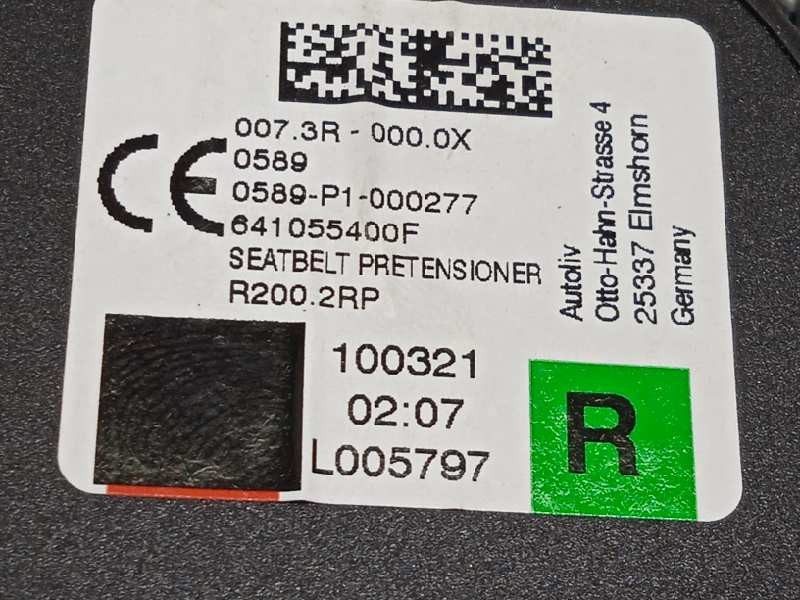 007.3R - 000.0X
CE 0589
0589-P1-000277
641055400F
SEATBELT PRETENSIONER
R200.2RP
100321
02:07
L005797
R
Autoliv
Otto-Hahn-Strasse 4
25337 Elmshorn
Germany